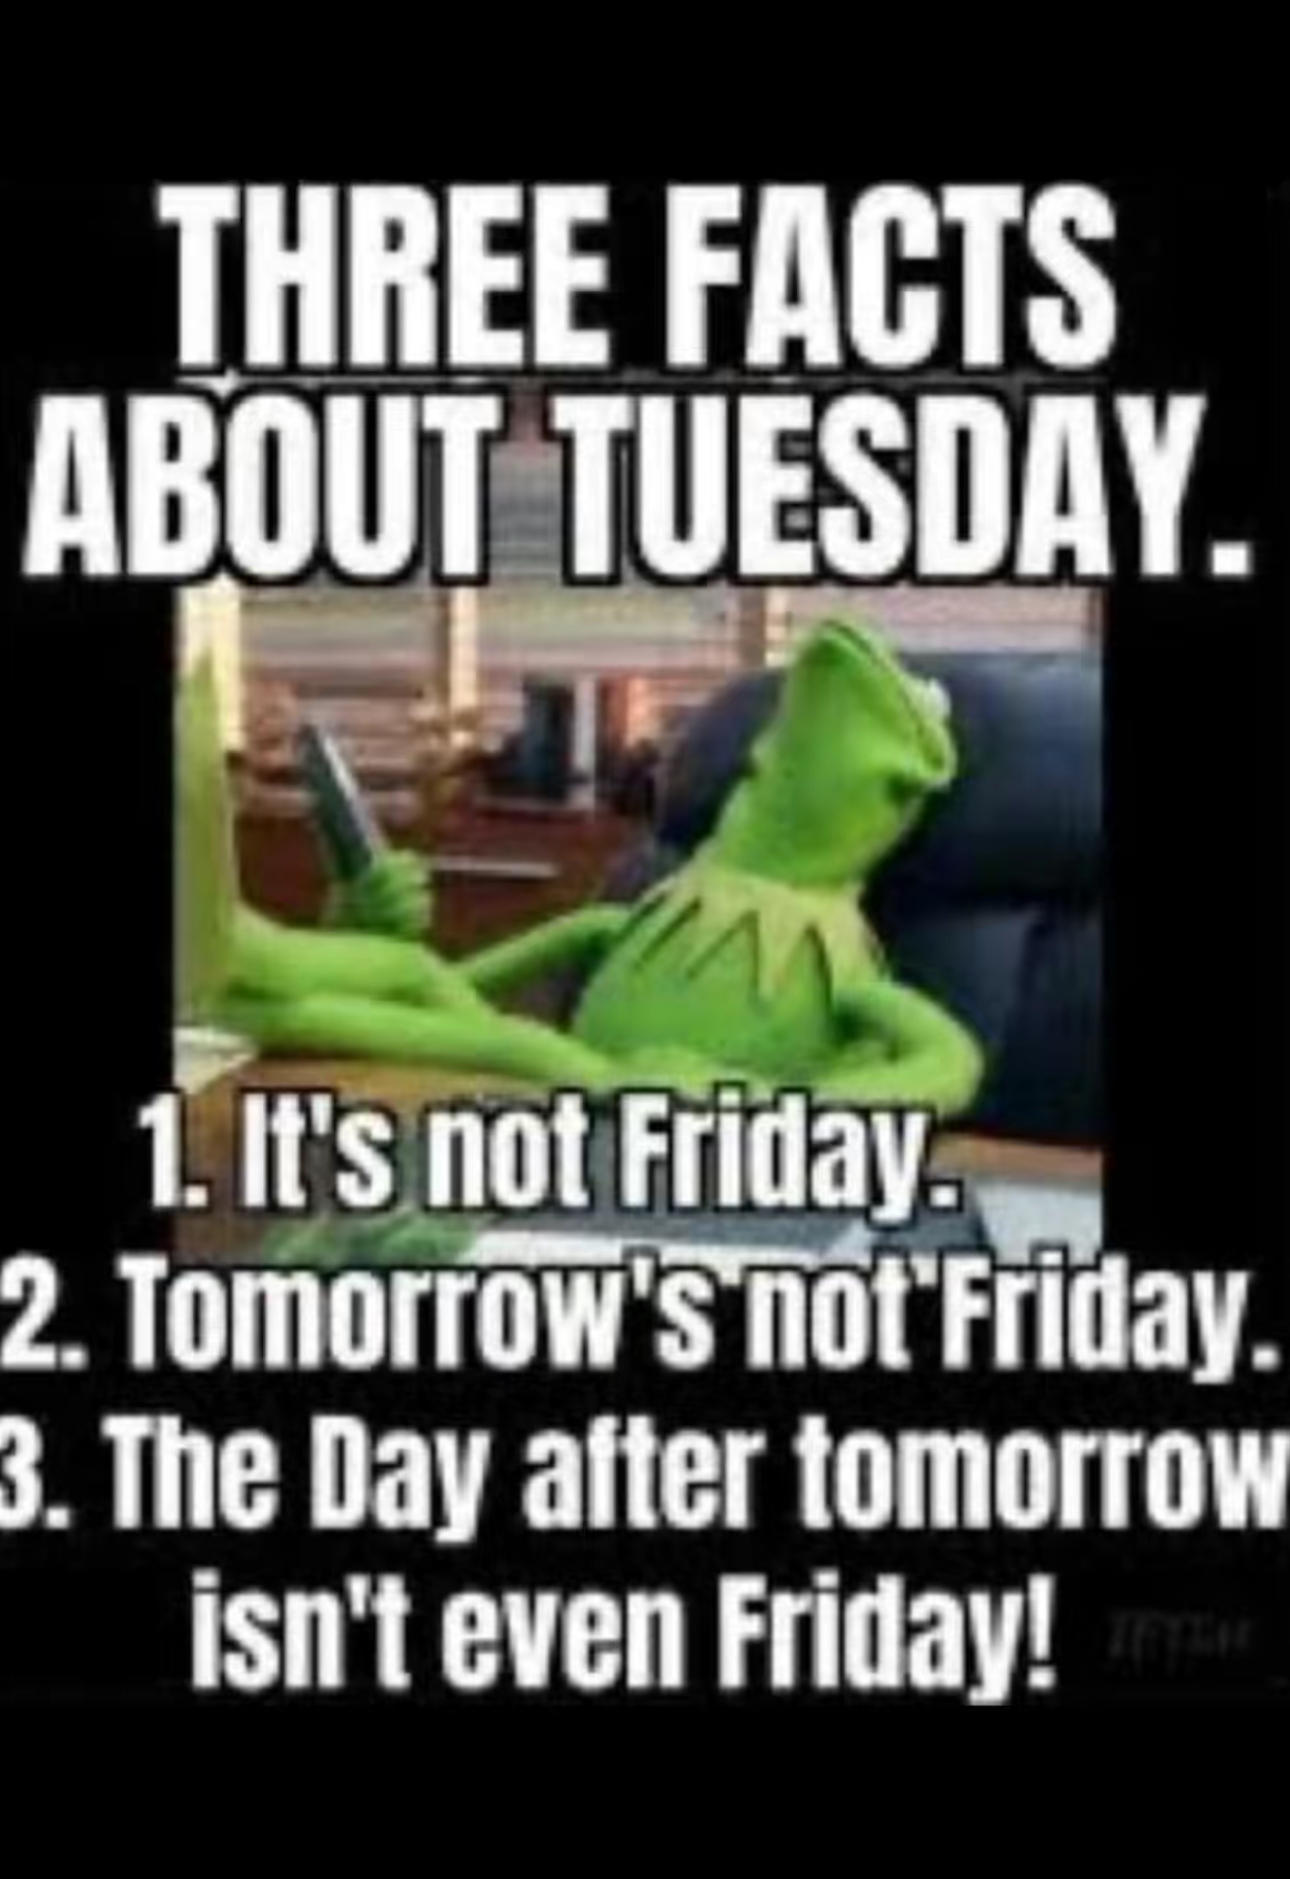 THREE FACTS
ABOUT TUESDAY.
1. It's not Friday.
2. Tomorrow's not Friday.
3. The Day after tomorrow
isn't even Friday!